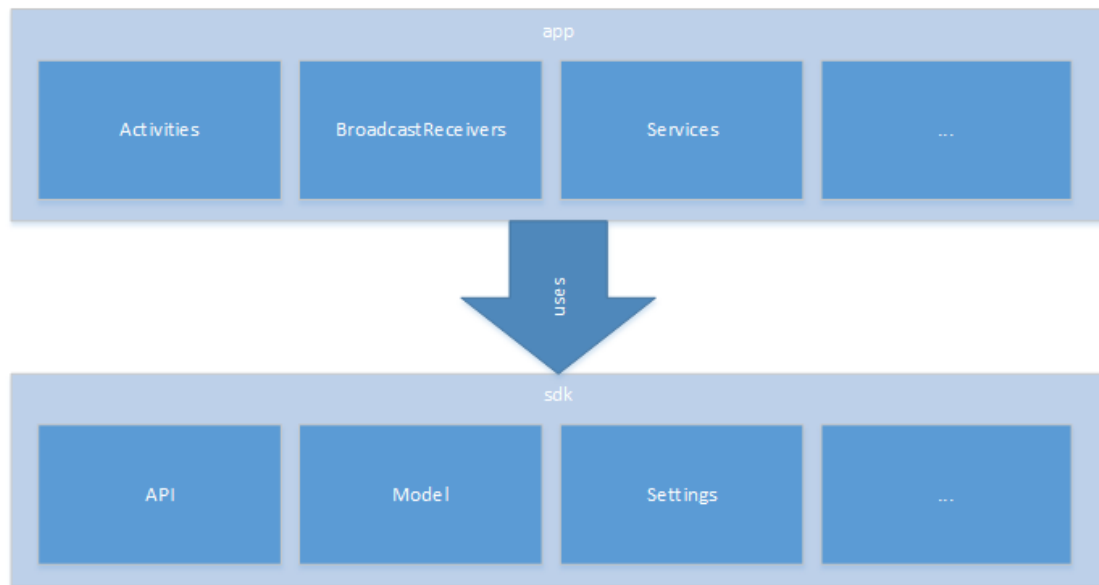 app
Activities
BroadcastReceivers
Services
...
uses
sdk
API
Model
Settings
...